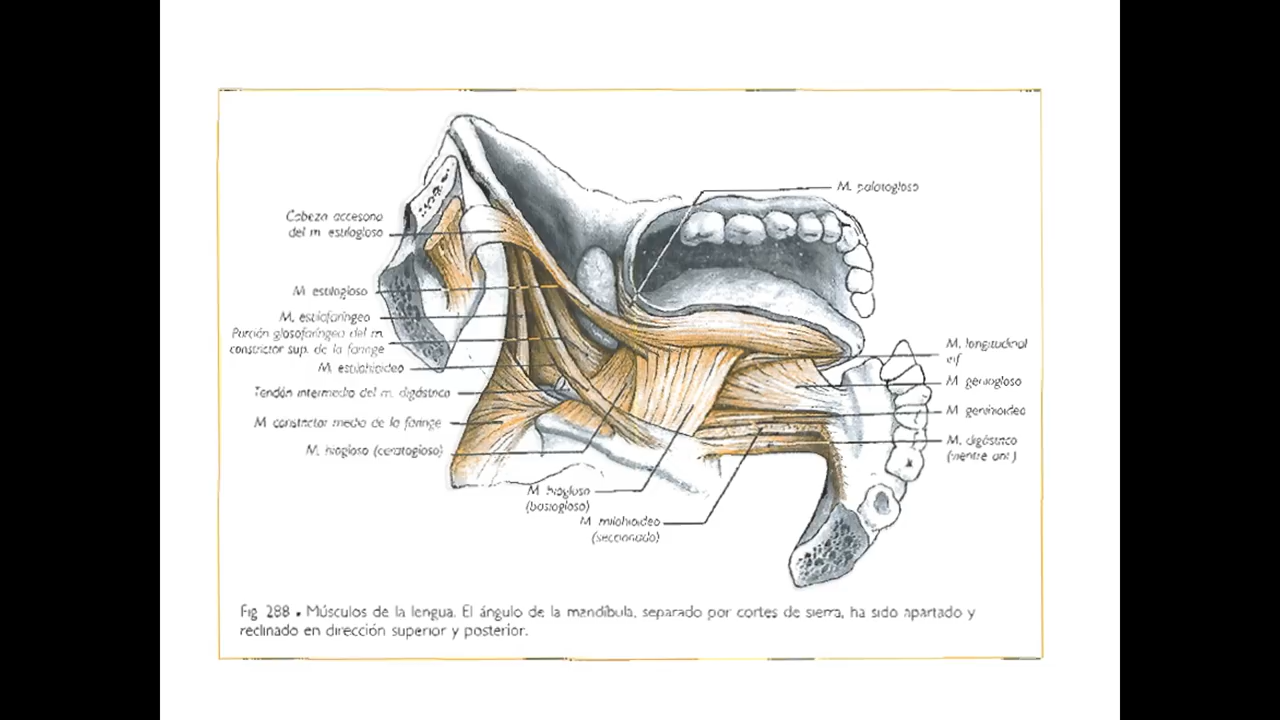 M. palatogloso
Cabeza accesoria
del m. estilogloso
M estilogloso
M. estilofaríngeo
Porción glosofaríngea del m.
constrictor sup. de la faringe
M. estilohioideo
Tendón intermedio del m. digástrico
M constrictor medio de la faringe
M. hiogloso (ceratogloso)
M. longitudinal
inf
M geniogloso
M genihioideo
M. digástrico
(vientre ant.)
M hiogloso
(basiogloso)
M milohioideo
(seccionado)
Fig 288 • Músculos de la lengua. El ángulo de la mandíbula, separado por cortes de sierra, ha sido apartado y
reclinado en dirección superior y posterior.